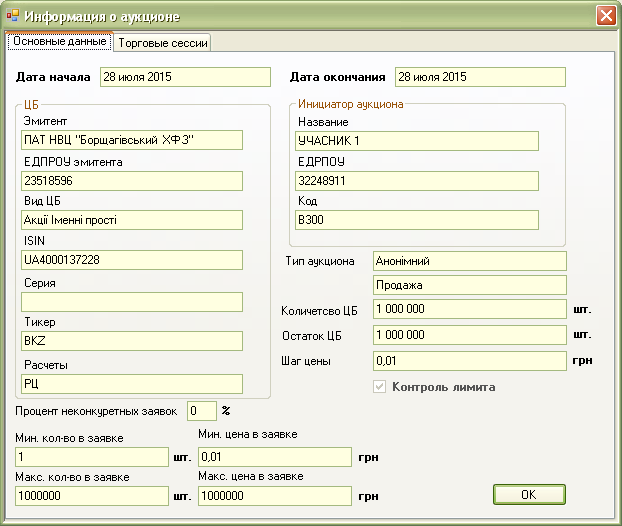 Информация о аукционе
Основные данные
Торговые сессии
Дата начала
28 июля 2015
Дата окончания
28 июля 2015
ЦБ
Эмитент
ПАТ НВЦ "Борщагівський ХФЗ"
ЕДПРОУ эмитента
23518596
Вид ЦБ
Акції Іменні прості
ISIN
UA4000137228
Серия
Тикер
BKZ
Расчеты
РЦ
Инициатор аукциона
Название
УЧАСНИК 1
ЕДРПОУ
32248911
Код
B300
Тип аукциона
Анонімний
Продажа
Количетсво ЦБ
1 000 000
шт.
Остаток ЦБ
1 000 000
шт.
Шаг цены
0,01
грн
Контроль лимита
Процент неконкуретных заявок
0
%
Мин. кол-во в заявке
1
шт.
Мин. цена в заявке
0,01
грн
Макс. кол-во в заявке
1000000
шт.
Макс. цена в заявке
1000000
грн
OK